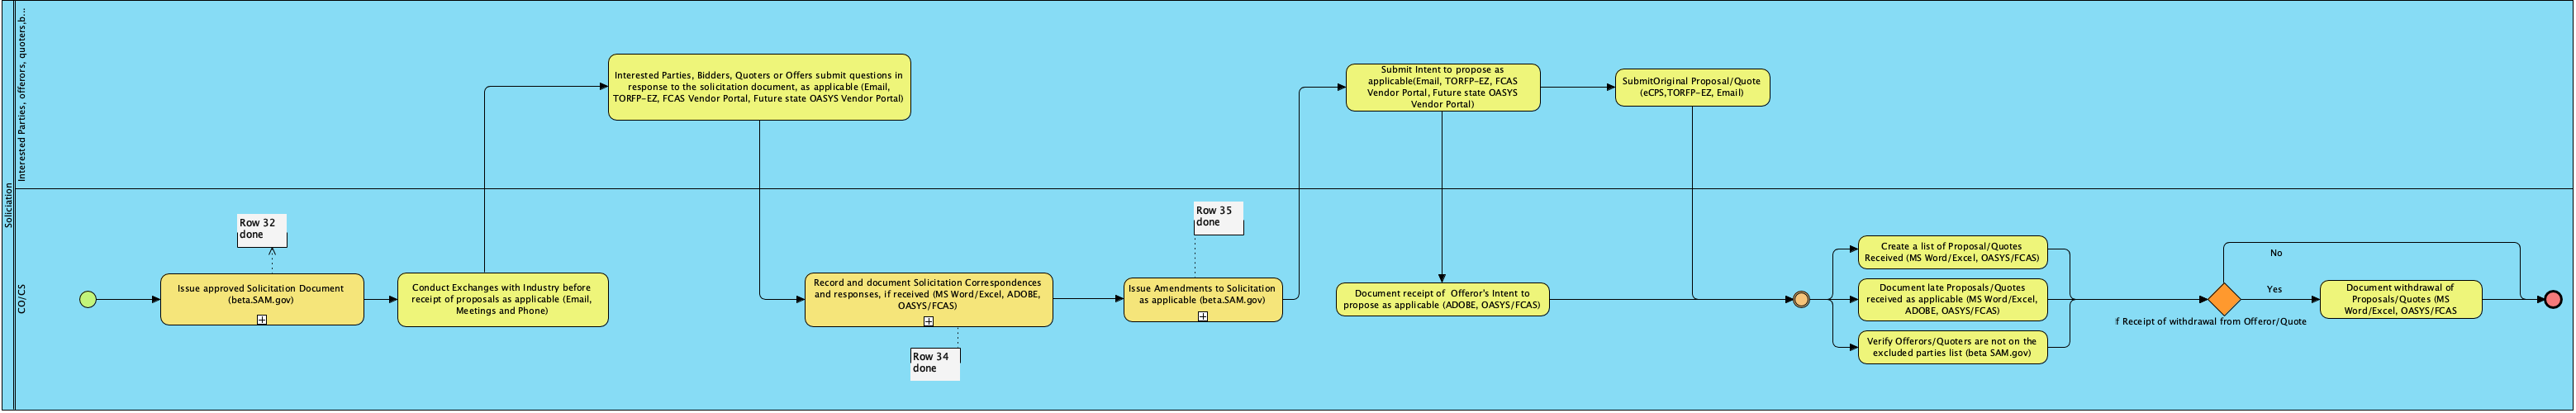 Soliciation
Interested Parties, offerors, quoters,b...
Interested Parties, Bidders, Quoters or Offers submit questions in
response to the solicitation document, as applicable (Email,
TORFP-EZ, FCAS Vendor Portal, Future state OASYS Vendor Portal)
Submit Intent to propose as
applicable(Email, TORFP-EZ, FCAS
Vendor Portal, Future state OASYS
Vendor Portal)
SubmitOriginal Proposal/Quote
(eCPS,TORFP-EZ, Email)
CO/CS
Row 32
done
Issue approved Solicitation Document
(beta.SAM.gov)
Conduct Exchanges with Industry before
receipt of proposals as applicable (Email,
Meetings and Phone)
Record and document Solicitation Correspondences
and responses, if received (MS Word/Excel, ADOBE,
OASYS/FCAS)
Row 34
done
Row 35
done
Issue Amendments to Solicitation
as applicable (beta.SAM.gov)
Document receipt of Offeror's Intent to
propose as applicable (ADOBE, OASYS/FCAS)
Create a list of Proposal/Quotes
Received (MS Word/Excel, OASYS/FCAS)
Document late Proposals/Quotes
received as applicable (MS Word/Excel,
ADOBE, OASYS/FCAS)
Verify Offerors/Quoters are not on the
excluded parties list (beta SAM.gov)
No
Yes
f Receipt of withdrawal from Offeror/Quote
Document withdrawal of
Proposals/Quotes (MS
Word/Excel, OASYS/FCAS